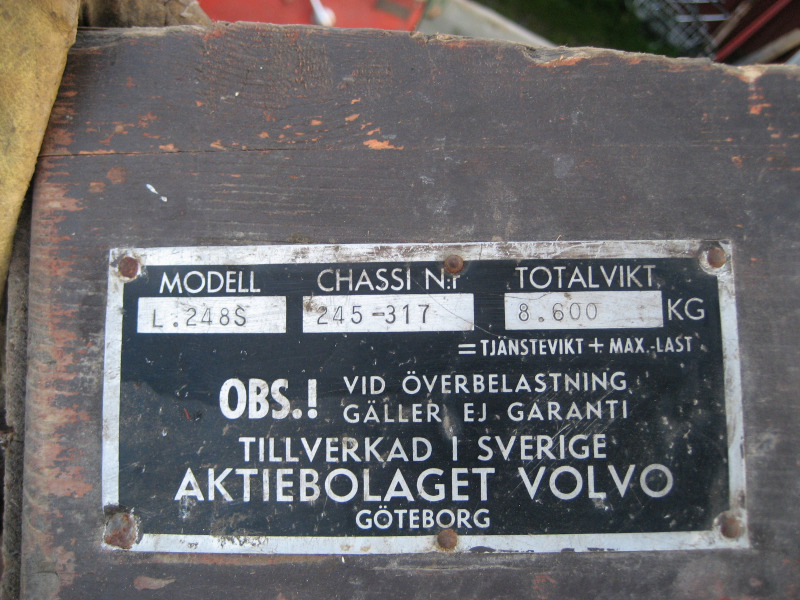 MODELL CHASSI N:r TOTALVIKT
L.248S 245-317 8.600 KG
= TJÄNSTEVIKT + MAX.-LAST
OBS.! VID ÖVERBELASTNING
GÄLLER EJ GARANTI
TILLVERKAD I SVERIGE
AKTIEBOLAGET VOLVO
GÖTEBORG